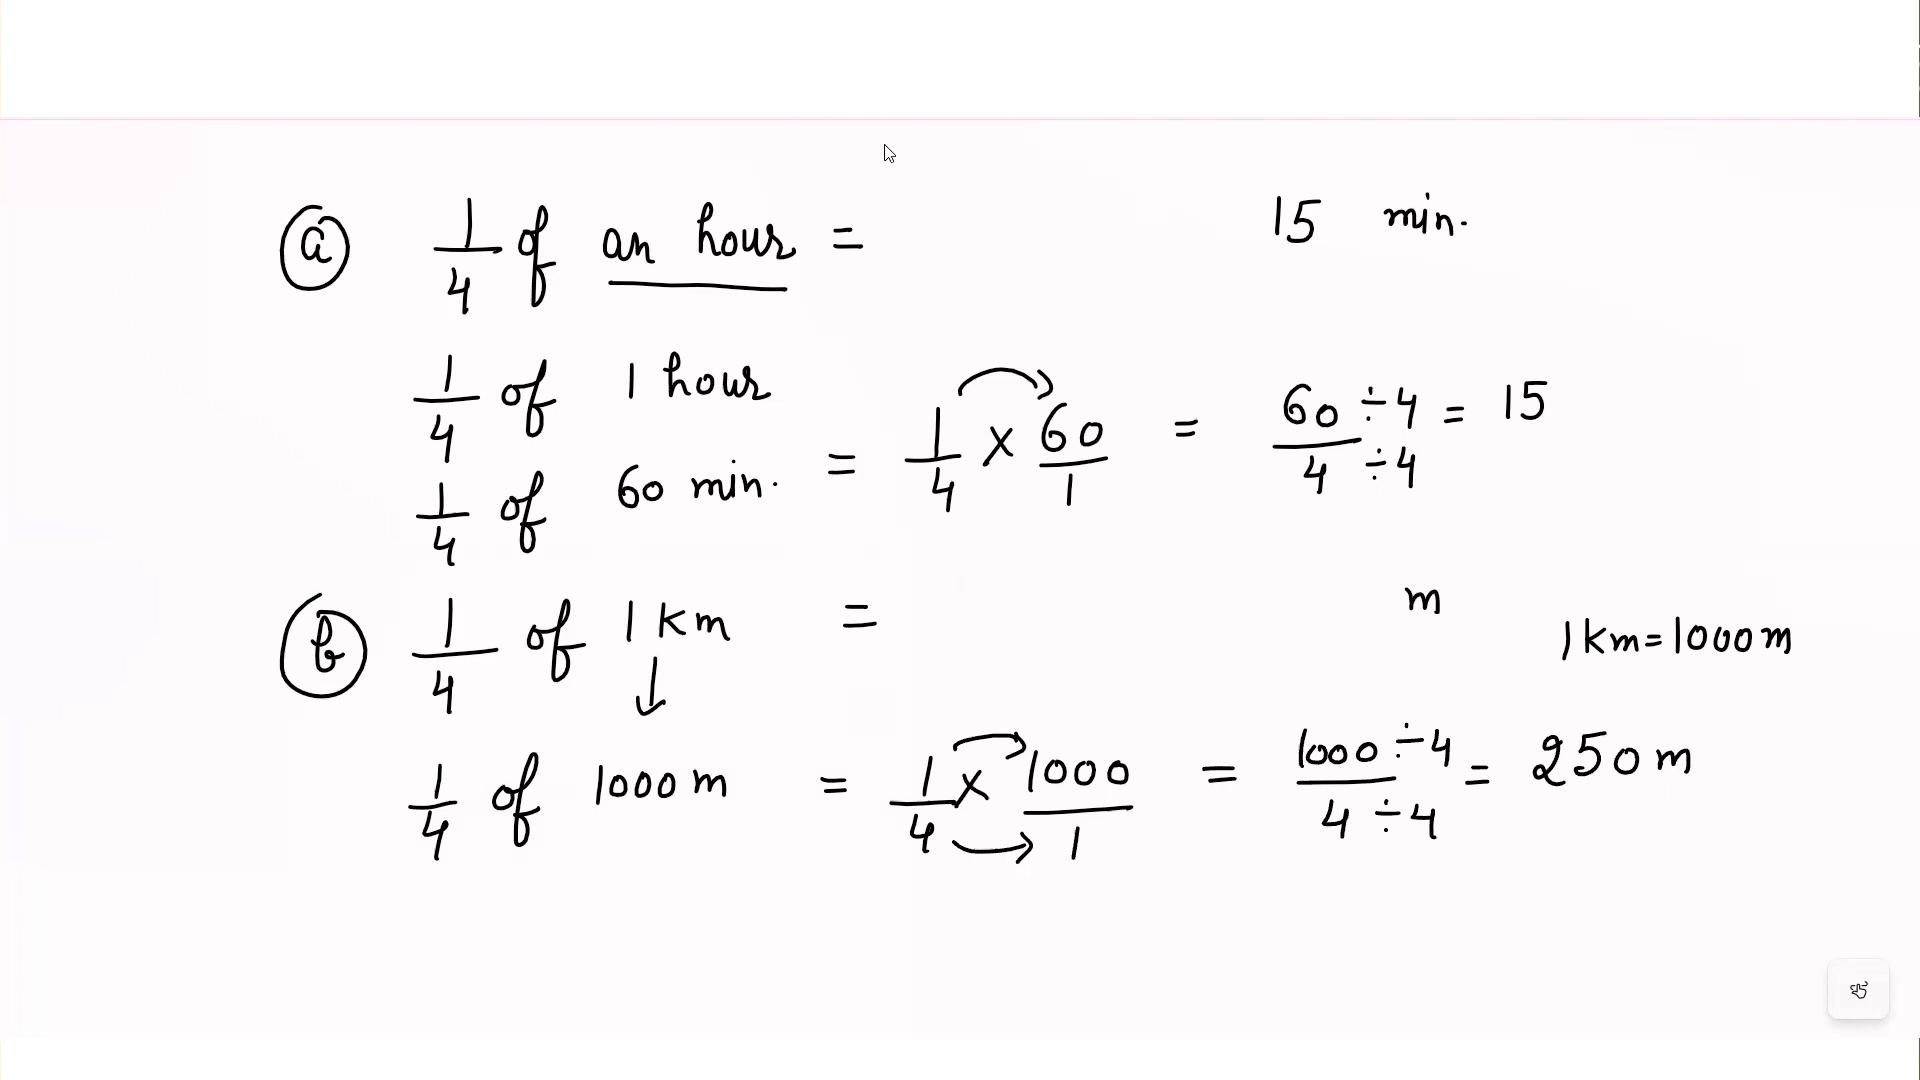 a 1/4 of an hour = 15 min.
1/4 of 1 hour
1/4 of 60 min. = 1/4 x 60/1 = 60 ÷4 / 4 ÷4 = 15
b 1/4 of 1 km = m
1 km = 1000 m
1/4 of 1000 m = 1/4 x 1000/1 = 1000 ÷4 / 4 ÷4 = 250 m